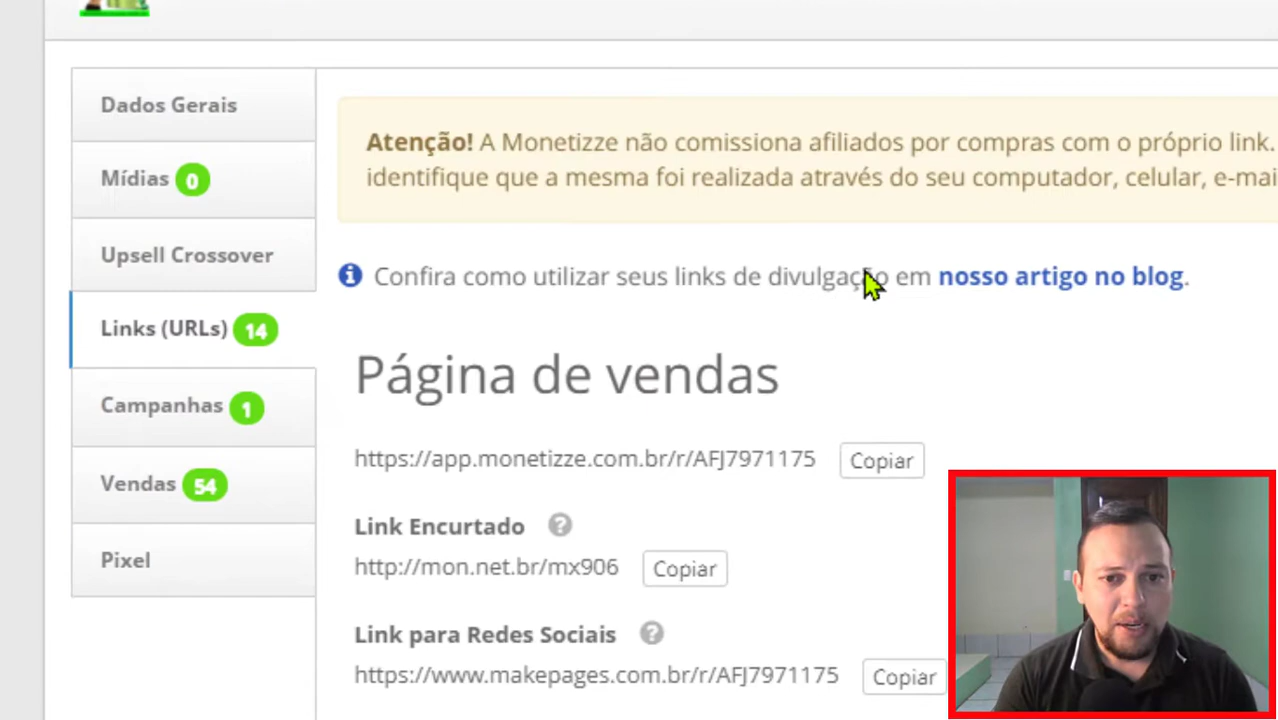 Dados Gerais
Mídias 0
Upsell Crossover
Links (URLs) 14
Campanhas 1
Vendas 54
Pixel
Atenção! A Monetizze não comissiona afiliados por compras com o próprio link.
identifique que a mesma foi realizada através do seu computador, celular, e-mai
Confira como utilizar seus links de divulgação em nosso artigo no blog.
Página de vendas
https://app.monetizze.com.br/r/AFJ7971175 Copiar
Link Encurtado ?
http://mon.net.br/mx906 Copiar
Link para Redes Sociais ?
https://www.makepages.com.br/r/AFJ7971175 Copiar